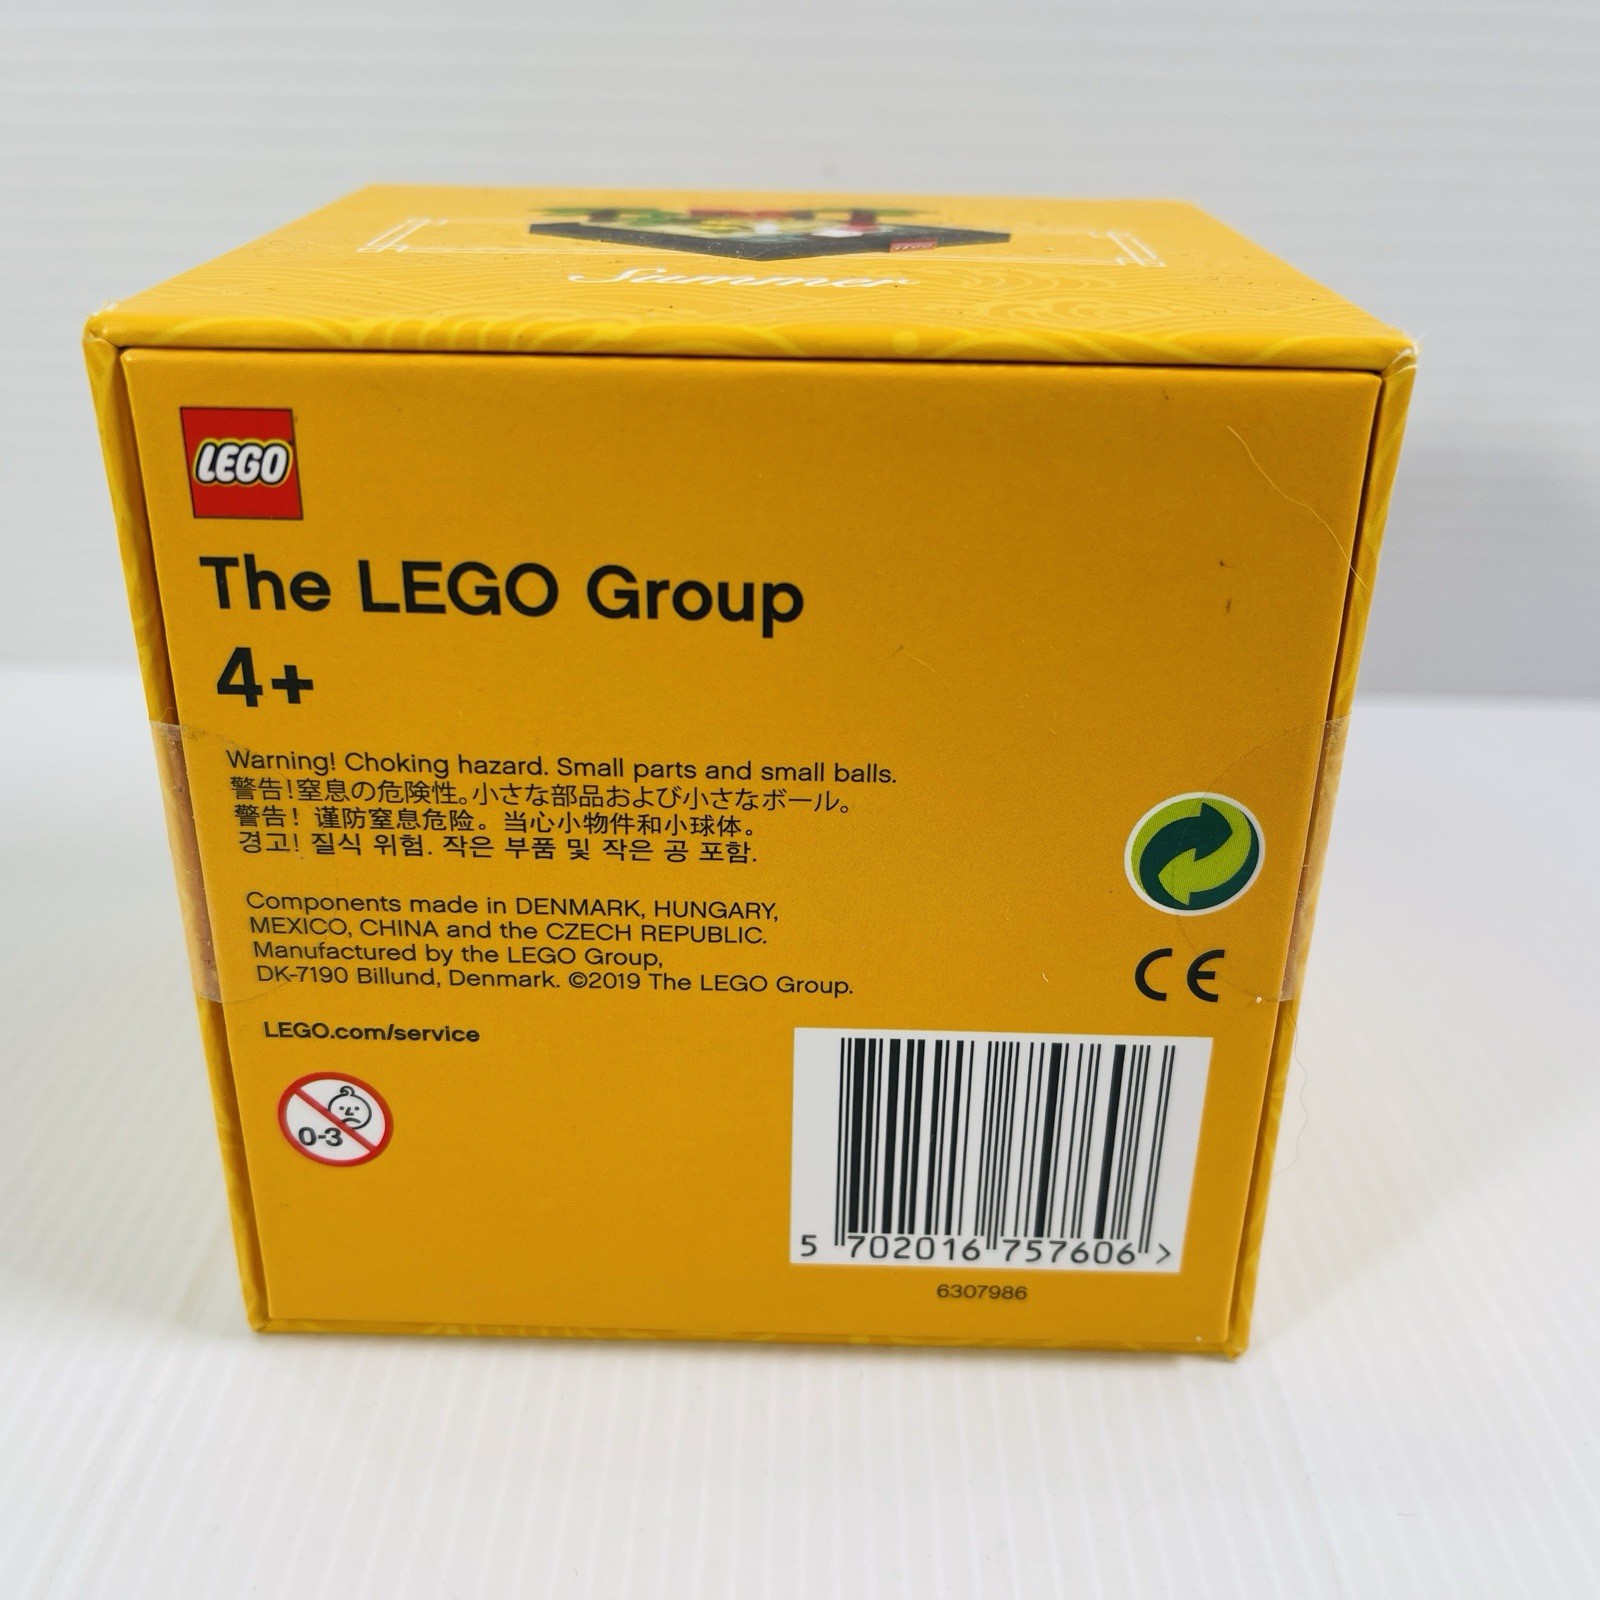 LEGO
Summer
LEGO
The LEGO Group
4+
Warning! Choking hazard. Small parts and small balls.
警告!窒息の危険性。小さな部品および小さなボール。
警告！谨防窒息危险。当心小物件和小球体。
경고! 질식 위험. 작은 부품 및 작은 공 포함.
Components made in DENMARK, HUNGARY,
MEXICO, CHINA and the CZECH REPUBLIC.
Manufactured by the LEGO Group,
DK-7190 Billund, Denmark. ©2019 The LEGO Group.
CE
LEGO.com/service
0-3
5 702016 757606 >
6307986